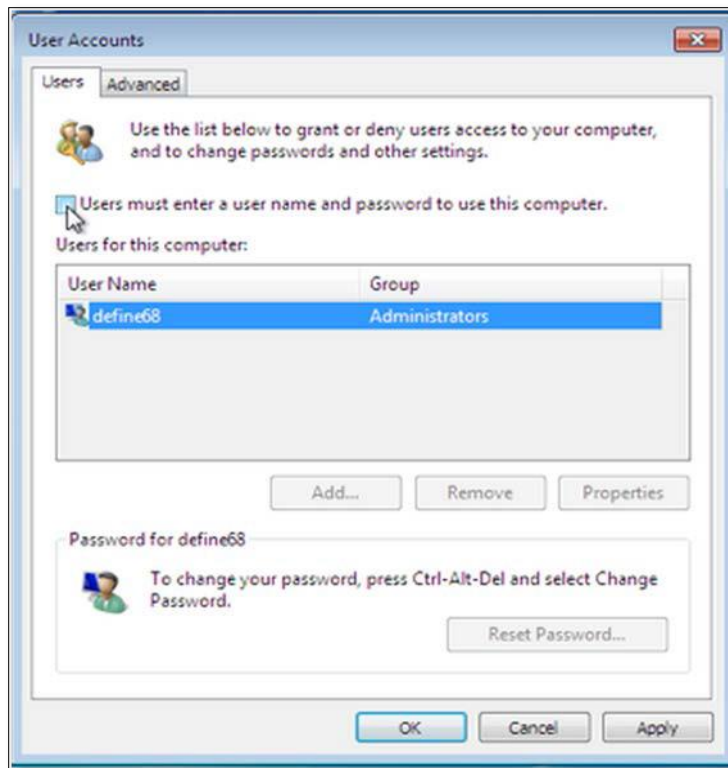 User Accounts
Users
Advanced
Use the list below to grant or deny users access to your computer,
and to change passwords and other settings.
Users must enter a user name and password to use this computer.
Users for this computer:
User Name
Group
define68
Administrators
Add...
Remove
Properties
Password for define68
To change your password, press Ctrl-Alt-Del and select Change
Password.
Reset Password...
OK
Cancel
Apply